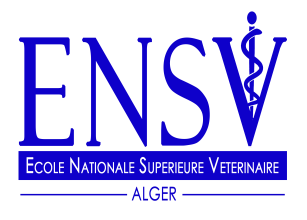 ENSV
ECOLE NATIONALE SUPERIEURE VETERINAIRE
ALGER